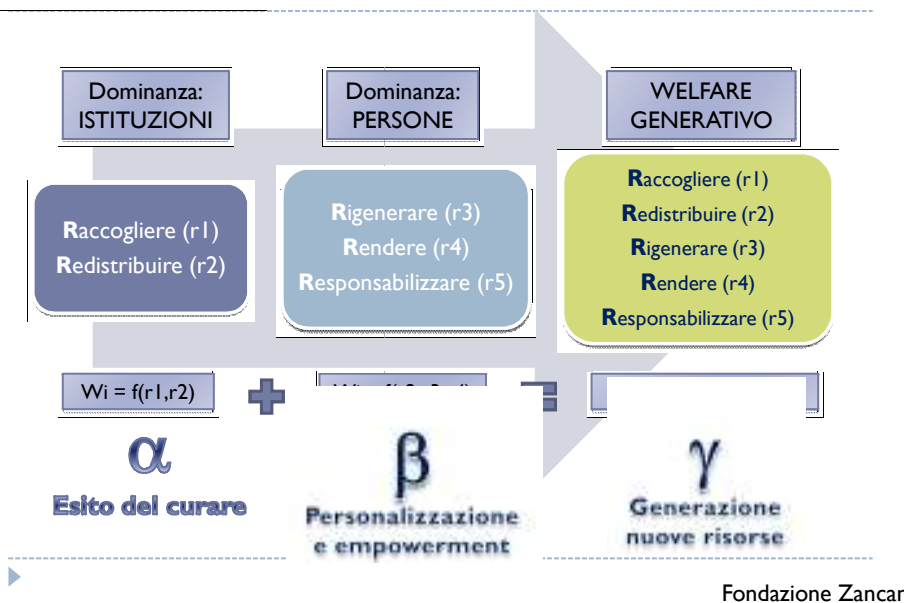 Dominanza:
ISTITUZIONI
Dominanza:
PERSONE
WELFARE
GENERATIVO
Raccogliere (r1)
Redistribuire (r2)
Rigenerare (r3)
Rendere (r4)
Responsabilizzare (r5)
Raccogliere (r1)
Redistribuire (r2)
Rigenerare (r3)
Rendere (r4)
Responsabilizzare (r5)
Wi = f(r1,r2)
α
Esito del curare
β
Personalizzazione
e empowerment
γ
Generazione
nuove risorse
Fondazione Zancan